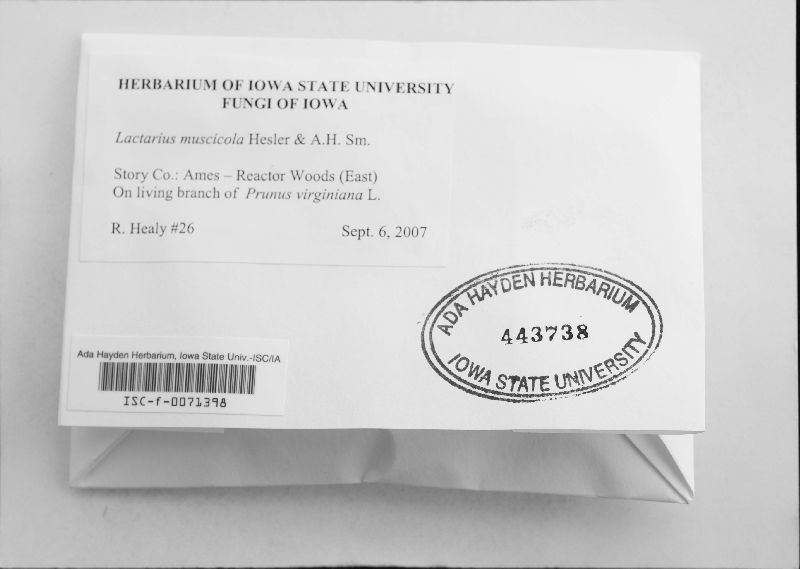 HERBARIUM OF IOWA STATE UNIVERSITY
FUNGI OF IOWA
Lactarius muscicola Hesler & A.H. Sm.
Story Co.: Ames – Reactor Woods (East)
On living branch of Prunus virginiana L.
R. Healy #26 Sept. 6, 2007
ADA HAYDEN HERBARIUM
443738
IOWA STATE UNIVERSITY
Ada Hayden Herbarium, Iowa State Univ.-ISC/IA
ISC-f-0071398